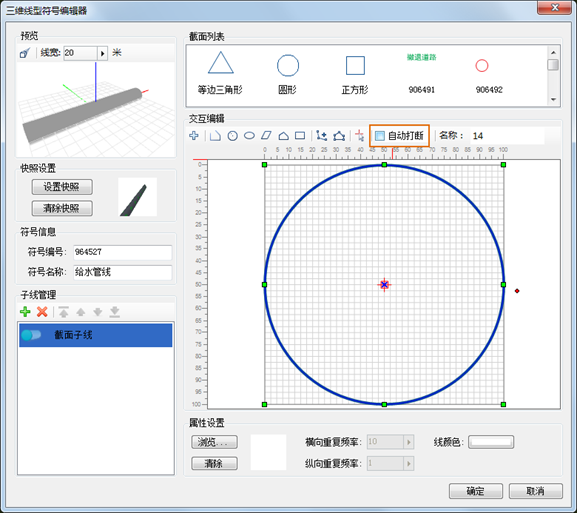 三维线型符号编辑器
预览
线宽: 20 米
快照设置
设置快照
清除快照
符号信息
符号编号: 964527
符号名称: 给水管线
子线管理
截面子线
截面列表
隧道道路
等边三角形 圆形 正方形 906491 906492
交互编辑
自动打断 名称: 14
0 5 10 15 20 25 30 35 40 45 50 55 60 65 70 75 80 85 90 95 100
0
5
10
15
20
25
30
35
40
45
50
55
60
65
70
75
80
85
90
95
100
属性设置
浏览... 横向重复频率: 10 线颜色:
清除 纵向重复频率: 1
确定 取消